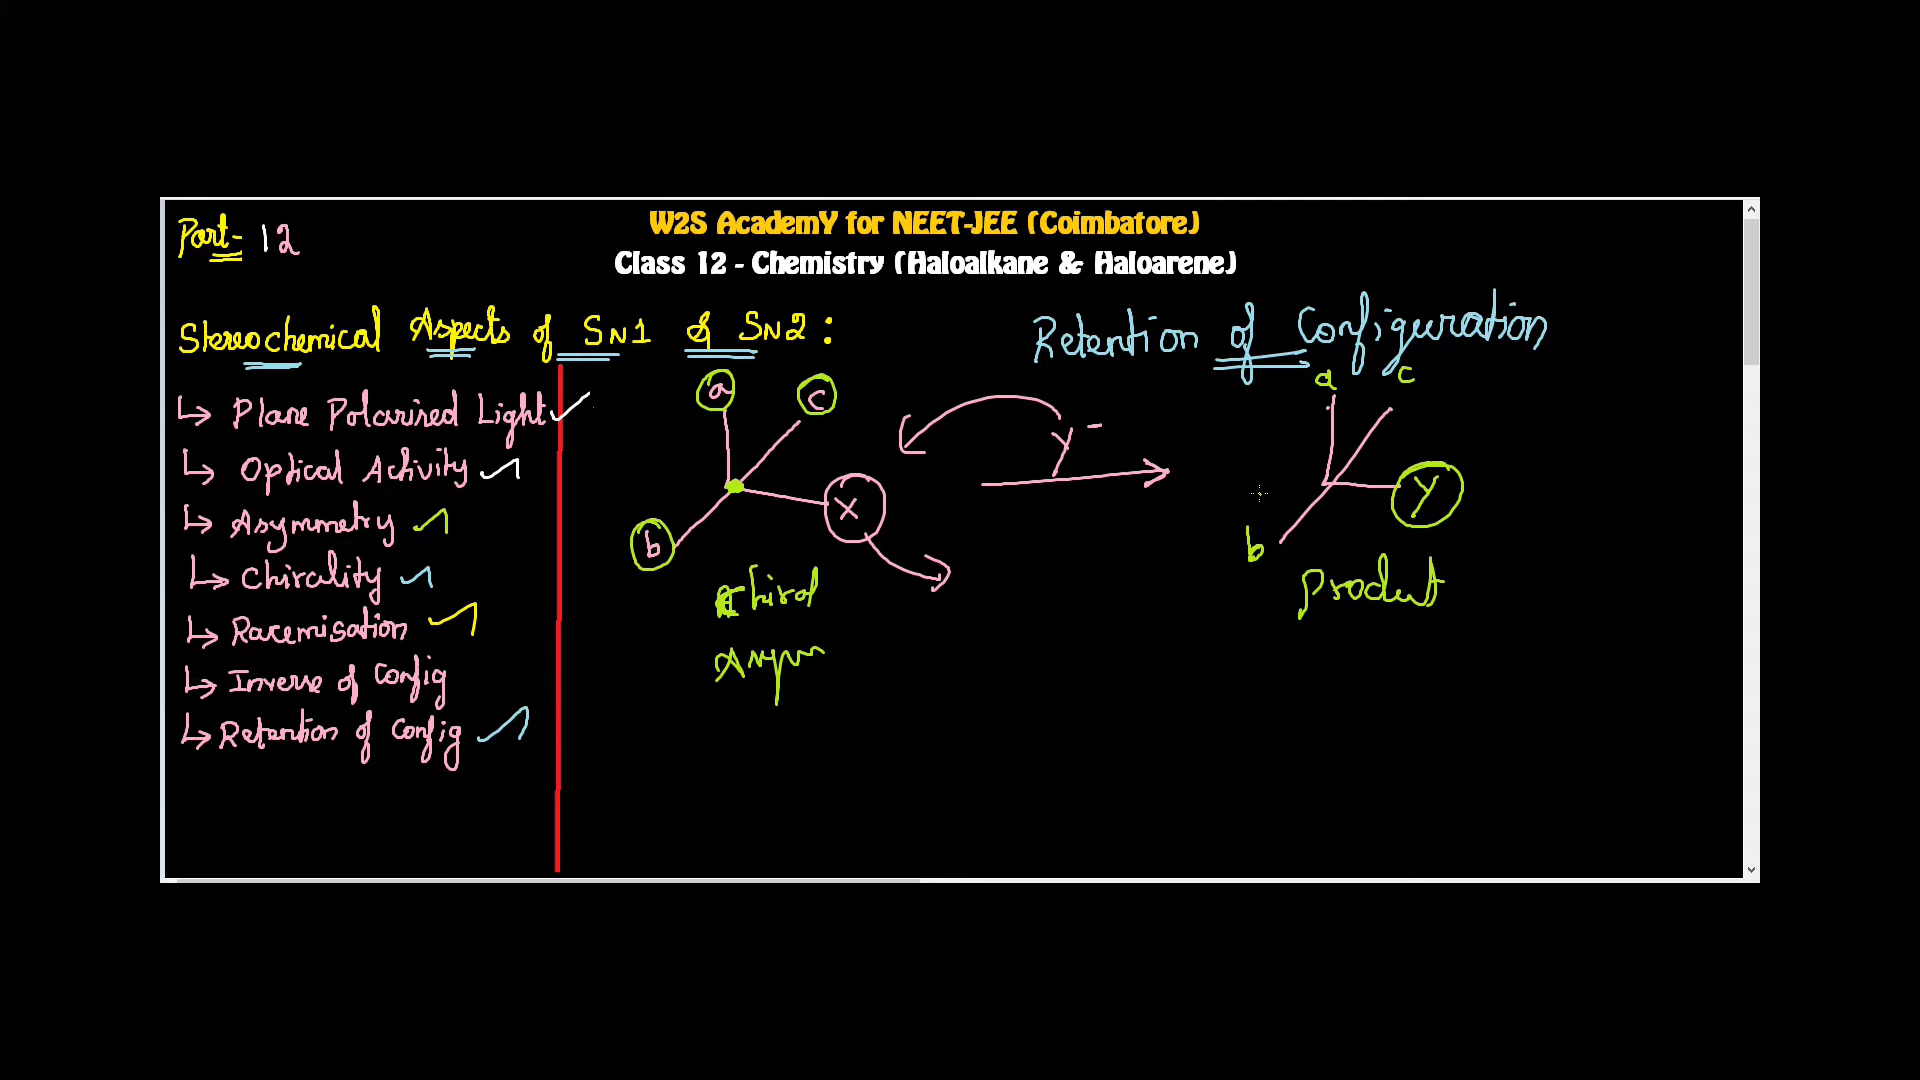 Part- 12
W2S AcademY for NEET-JEE (Coimbatore)
Class 12 - Chemistry (Haloalkane & Haloarene)
Stereochemical Aspects of SN1 & SN2 :
↳ Plane Polarised Light ✓
↳ Optical Activity ✓
↳ Asymmetry ✓
↳ Chirality ✓
↳ Racemisation ✓
↳ Inverse of Config
↳ Retention of Config ✓
Retention of Configuration
a c
b X
Chiral
Asym
Y -
a c
b Y
Product